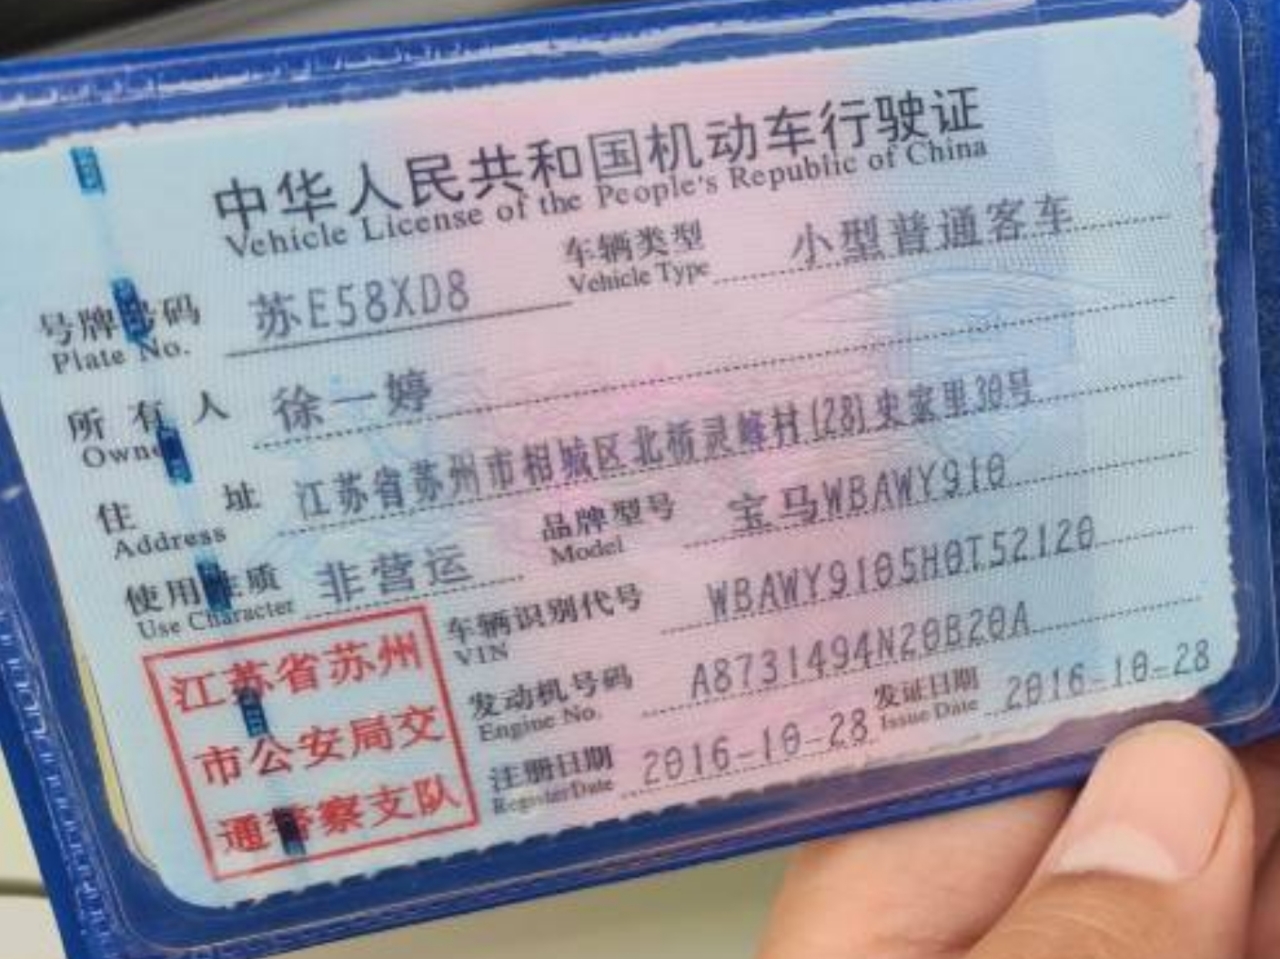 中华人民共和国机动车行驶证
Vehicle License of the People's Republic of China
号牌号码 苏E58XD8 车辆类型 小型普通客车
Plate No. Vehicle Type
所有人 徐一婷
Owner
住址 江苏省苏州市相城区北桥灵峰村(28)史家里30号
Address
使用性质 非营运 品牌型号 宝马WBAWY910
Use Character Model
车辆识别代号 WBAWY9105H0T52120
VIN
发动机号码 A8731494N20B20A
Engine No.
注册日期 2016-10-28 发证日期 2016-10-28
Register Date Issue Date
江苏省苏州
市公安局交
通警察支队